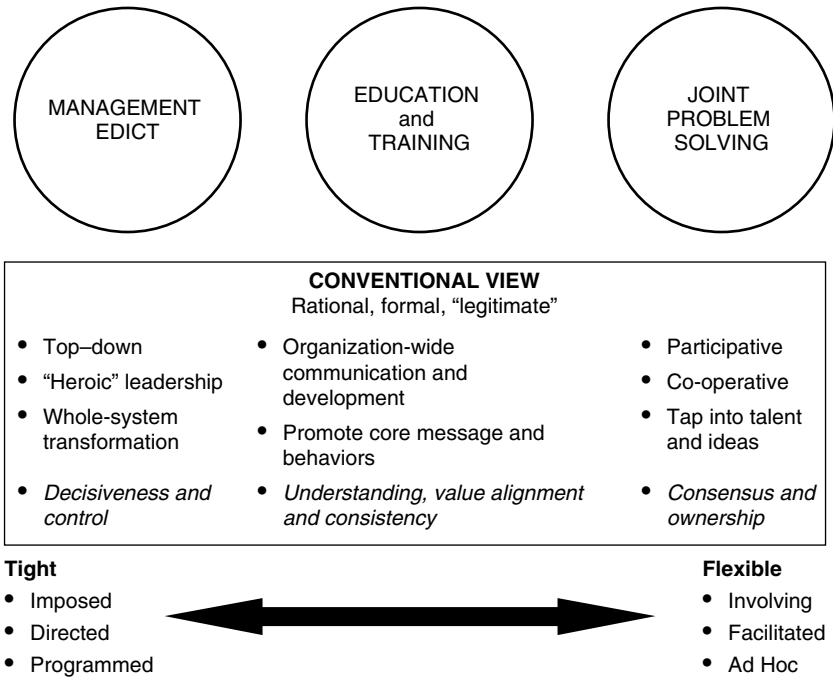 MANAGEMENT
EDICT
EDUCATION
and
TRAINING
JOINT
PROBLEM
SOLVING
CONVENTIONAL VIEW
Rational, formal, “legitimate”
• Top–down
• “Heroic” leadership
• Whole-system
transformation
• Decisiveness and
control
• Organization-wide
communication and
development
• Promote core message and
behaviors
• Understanding, value alignment
and consistency
• Participative
• Co-operative
• Tap into talent
and ideas
• Consensus and
ownership
Tight
• Imposed
• Directed
• Programmed
Flexible
• Involving
• Facilitated
• Ad Hoc